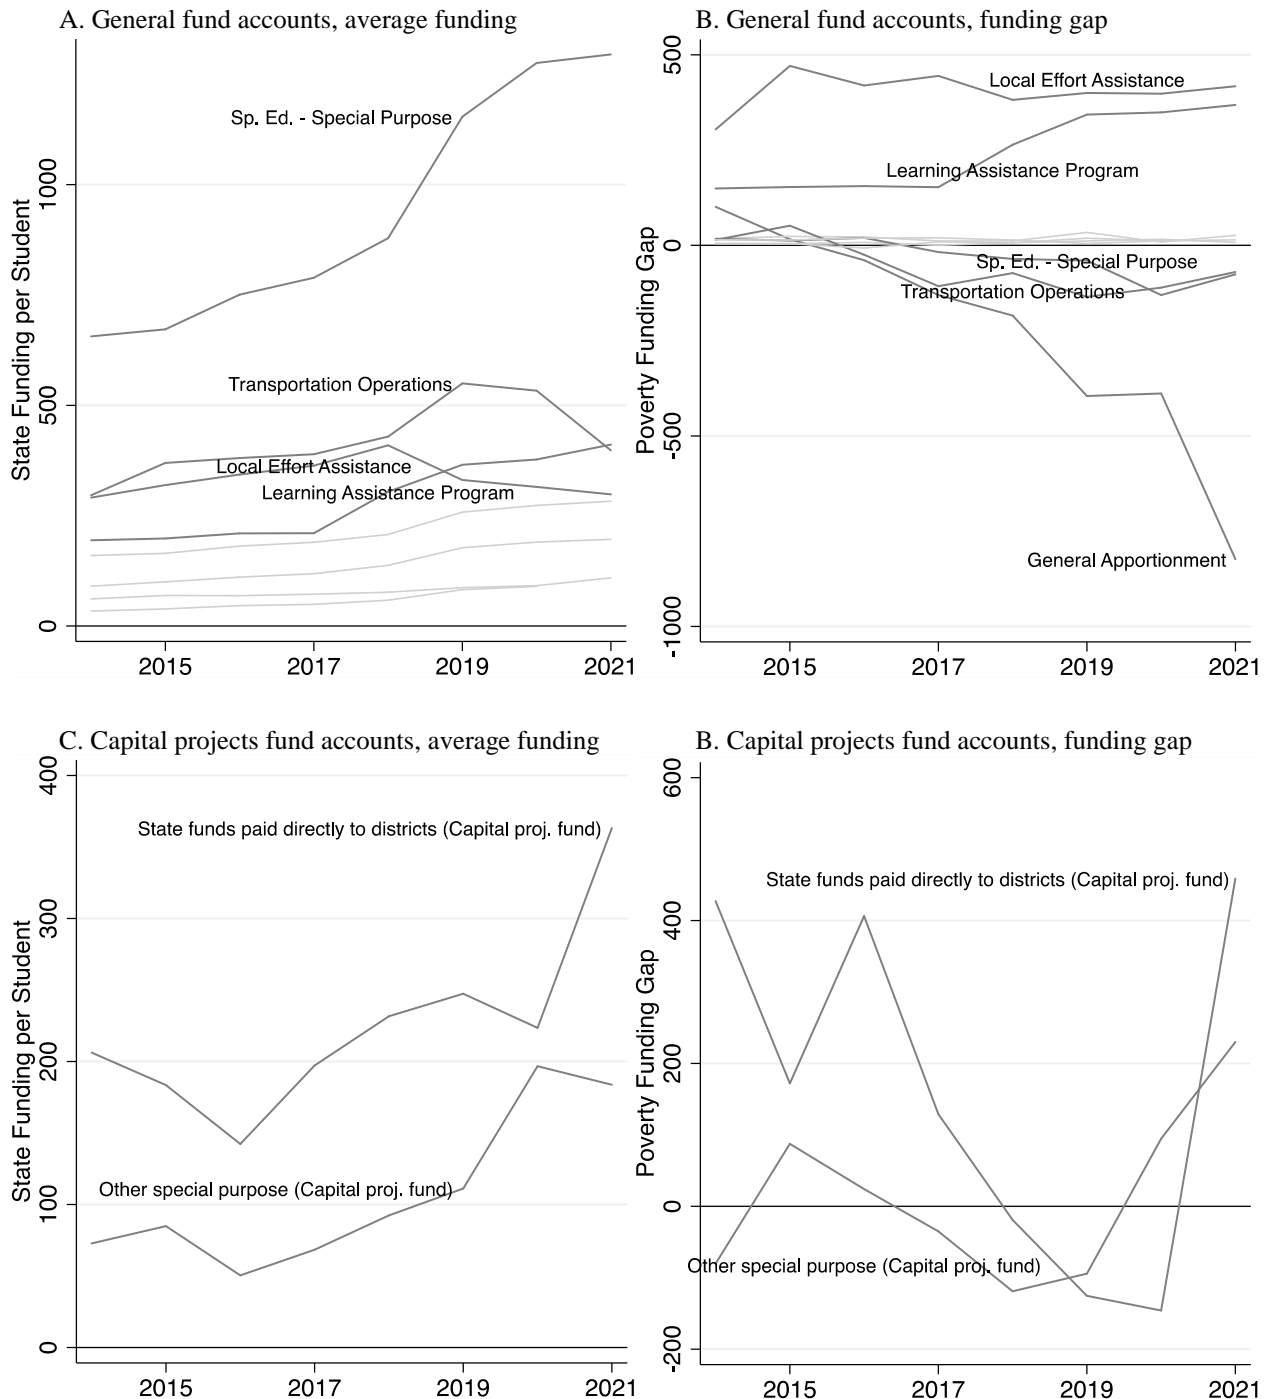 A. General fund accounts, average funding
State Funding per Student
0
500
1000
Sp. Ed. - Special Purpose
Transportation Operations
Local Effort Assistance
Learning Assistance Program
2015
2017
2019
2021
B. General fund accounts, funding gap
Poverty Funding Gap
500
0
-500
-1000
Local Effort Assistance
Learning Assistance Program
Sp. Ed. - Special Purpose
Transportation Operations
General Apportionment
2015
2017
2019
2021
C. Capital projects fund accounts, average funding
State Funding per Student
400
300
200
100
0
State funds paid directly to districts (Capital proj. fund)
Other special purpose (Capital proj. fund)
2015
2017
2019
2021
B. Capital projects fund accounts, funding gap
Poverty Funding Gap
600
400
200
0
-200
State funds paid directly to districts (Capital proj. fund)
Other special purpose (Capital proj. fund)
2015
2017
2019
2021